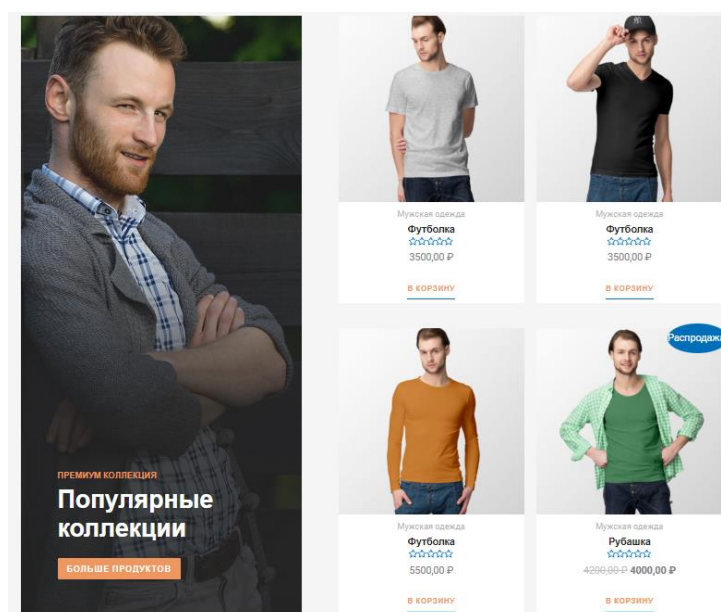 ПРЕМИУМ КОЛЛЕКЦИЯ
Популярные
коллекции
БОЛЬШЕ ПРОДУКТОВ
Мужская одежда
Футболка
3500,00 ₽
В КОРЗИНУ
Мужская одежда
Футболка
3500,00 ₽
В КОРЗИНУ
Мужская одежда
Футболка
5500,00 ₽
В КОРЗИНУ
Распродажа
Мужская одежда
Рубашка
4200,00 ₽ 4000,00 ₽
В КОРЗИНУ